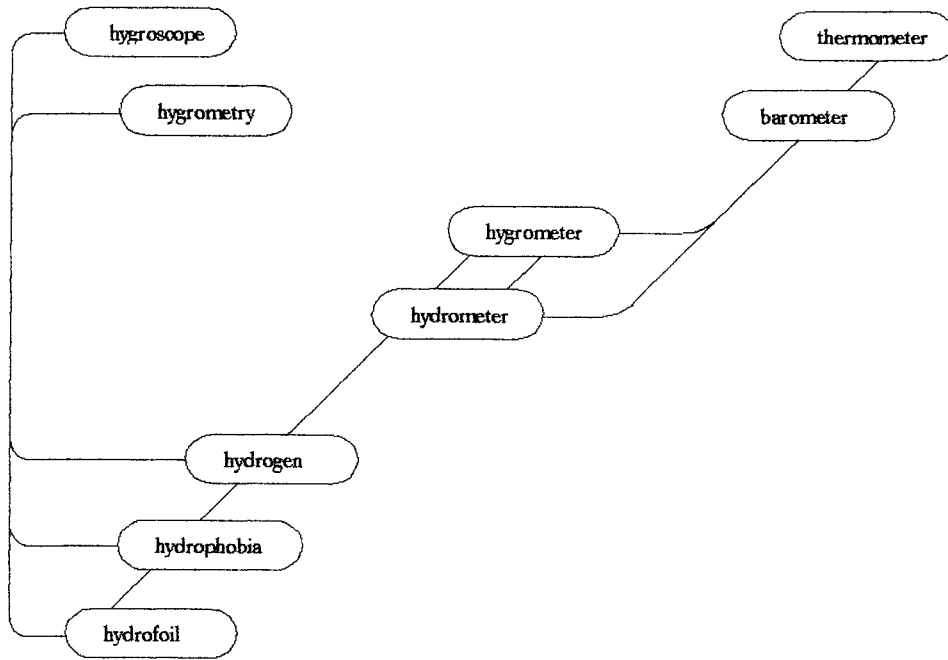 hygroscope
thermometer
barometer
hygrometry
hygrometer
hydrometer
hydrogen
hydrophobia
hydrofoil